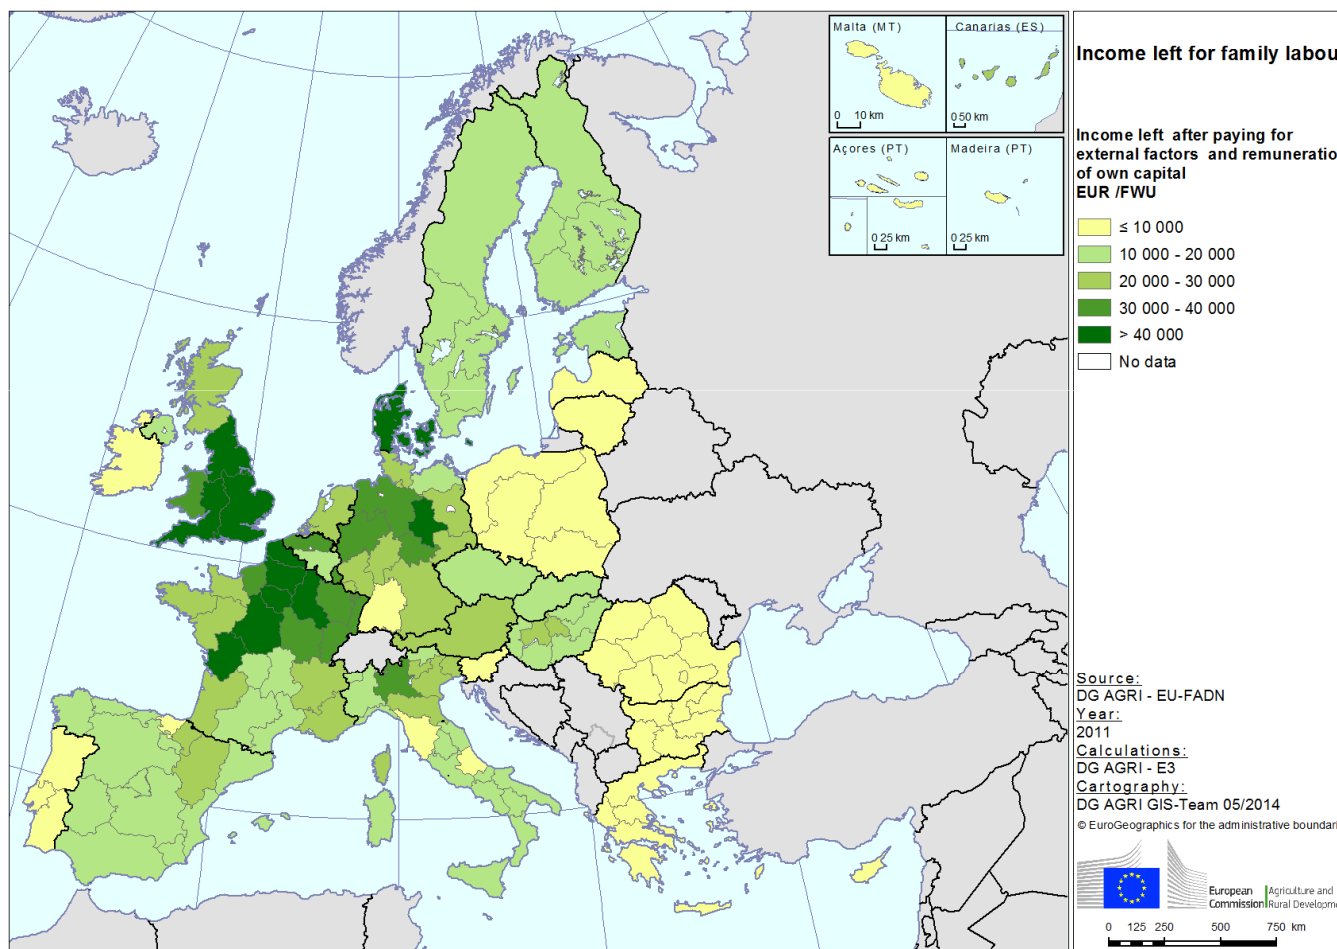 Malta (MT)
0 10 km
Canarias (ES)
0 50 km
Açores (PT)
0 25 km
Madeira (PT)
0 25 km
Income left for family labou
Income left after paying for
external factors and remuneratio
of own capital
EUR /FWU
≤ 10 000
10 000 - 20 000
20 000 - 30 000
30 000 - 40 000
> 40 000
No data
Source:
DG AGRI - EU-FADN
Year:
2011
Calculations:
DG AGRI - E3
Cartography:
DG AGRI GIS-Team 05/2014
© EuroGeographics for the administrative boundari
European
Commission
Agriculture and
Rural Developme
0 125 250 500 750 km